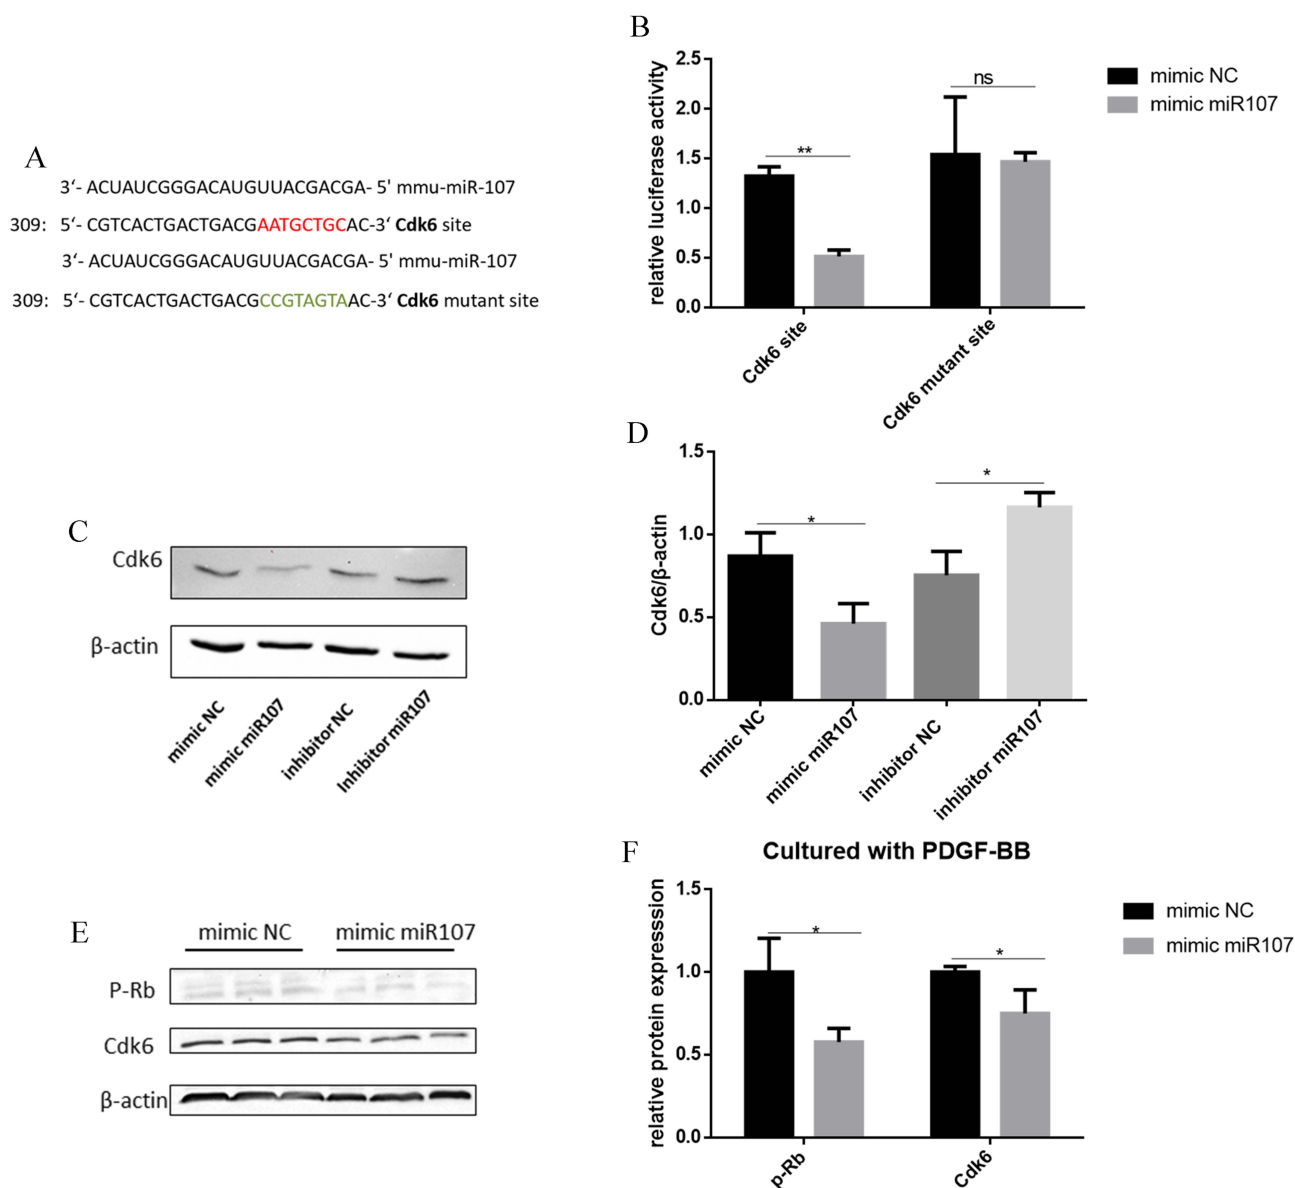 A
3‘- ACUAUCGGGACAUGUUACGACGA- 5' mmu-miR-107
309: 5‘- CGTCACTGACTGACGAATGCTGCAC-3‘ Cdk6 site
3‘- ACUAUCGGGACAUGUUACGACGA- 5' mmu-miR-107
309: 5‘- CGTCACTGACTGACGCCGTAGTAAC-3‘ Cdk6 mutant site
B
relative luciferase activity
2.5
2.0
1.5
1.0
0.5
0.0
**
ns
Cdk6 site
Cdk6 mutant site
mimic NC
mimic miR107
C
Cdk6
β-actin
mimic NC
mimic miR107
inhibitor NC
Inhibitor miR107
D
Cdk6/β-actin
1.5
1.0
0.5
0.0
*
*
mimic NC
mimic miR107
inhibitor NC
inhibitor miR107
E
mimic NC mimic miR107
P-Rb
Cdk6
β-actin
F
Cultured with PDGF-BB
relative protein expresssion
1.5
1.0
0.5
0.0
*
*
p-Rb
Cdk6
mimic NC
mimic miR107